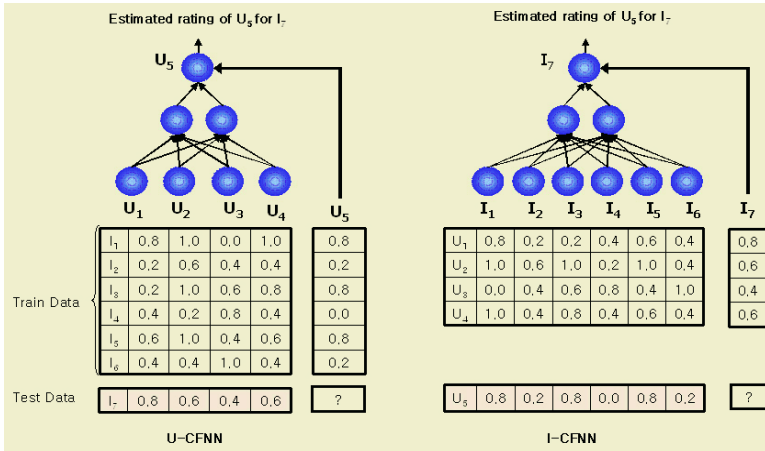 Estimated rating of U5 for I7
U5
U1 U2 U3 U4 U5
I1 0,8 1,0 0,0 1,0 0,8
I2 0,2 0,6 0,4 0,4 0,2
I3 0,2 1,0 0,6 0,8 0,8
I4 0,4 0,2 0,8 0,4 0,0
I5 0,6 1,0 0,4 0,6 0,8
I6 0,4 0,4 1,0 0,4 0,2
Train Data
Test Data
I7 0,8 0,6 0,4 0,6 ?
U-CFNN
Estimated rating of U5 for I7
I7
I1 I2 I3 I4 I5 I6 I7
U1 0,8 0,2 0,2 0,4 0,6 0,4 0,8
U2 1,0 0,6 1,0 0,2 1,0 0,4 0,6
U3 0,0 0,4 0,6 0,8 0,4 1,0 0,4
U4 1,0 0,4 0,8 0,4 0,6 0,4 0,6
U5 0,8 0,2 0,8 0,0 0,8 0,2 ?
I-CFNN